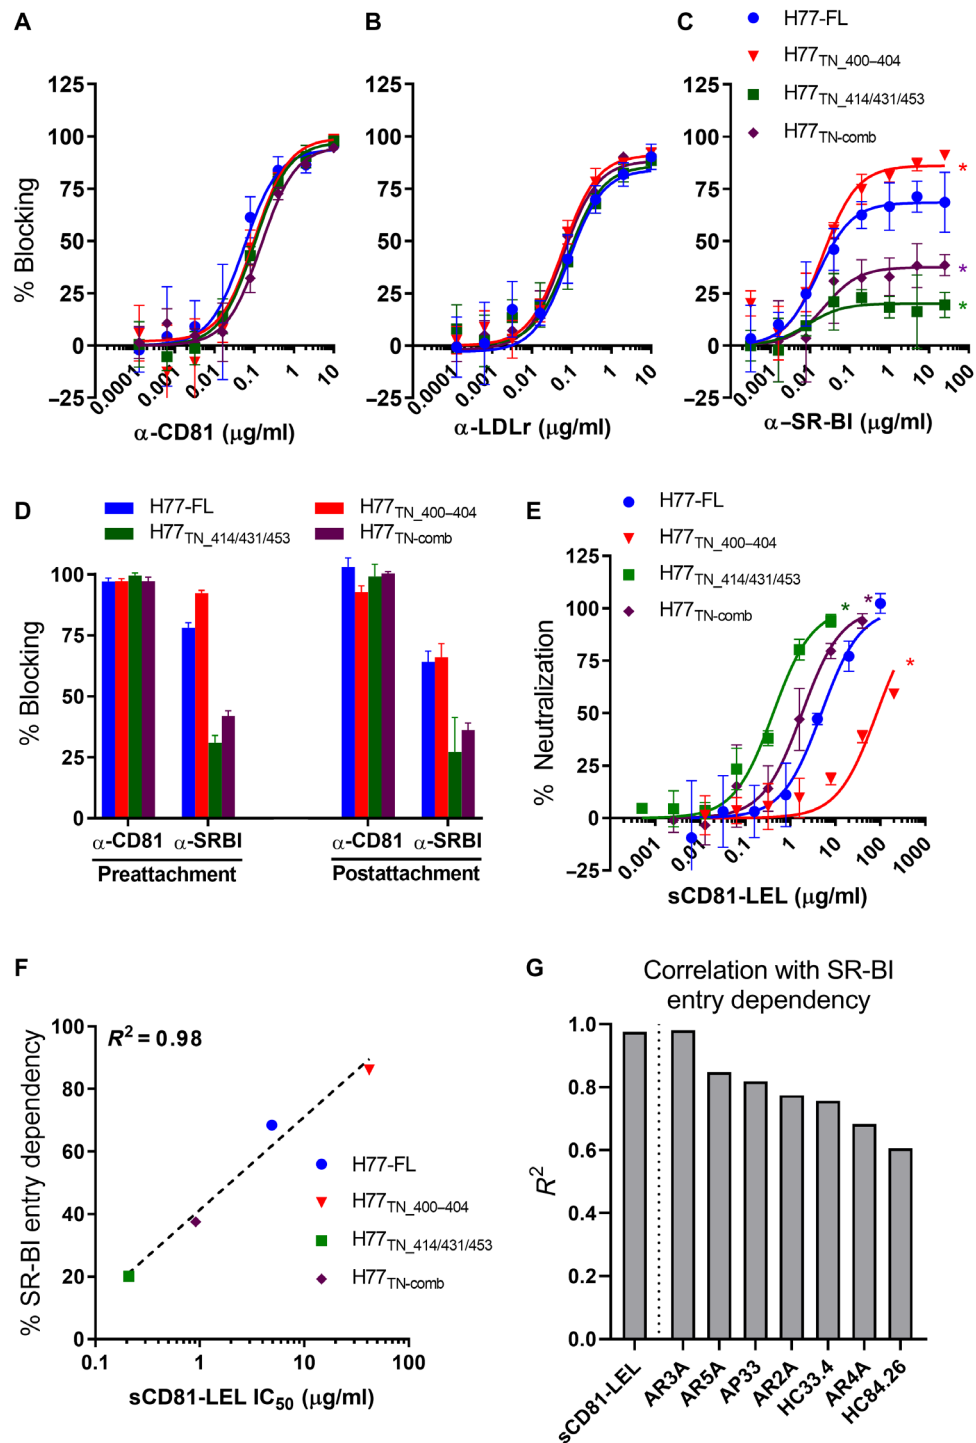 A
B
C
H77-FL
H77TN_400–404
H77TN_414/431/453
H77TN-comb
% Blocking
125
100
75
50
25
0
−25
0.0001
0.001
0.01
0.1
1
10
α-CD81 (μg/ml)
125
100
75
50
25
0
−25
0.0001
0.001
0.01
0.1
1
10
α-LDLr (μg/ml)
125
100
75
50
25
0
−25
0.0001
0.001
0.01
0.1
1
10
100
α–SR-BI (μg/ml)
*
*
*
D
H77-FL
H77TN_400–404
H77TN_414/431/453
H77TN-comb
% Blocking
100
75
50
25
0
α-CD81
α-SRBI
α-CD81
α-SRBI
Preattachment
Postattachment
E
H77-FL
H77TN_400–404
H77TN_414/431/453
H77TN-comb
% Neutralization
125
100
75
50
25
0
−25
0.001
0.01
0.1
1
10
100
1000
sCD81-LEL (μg/ml)
*
*
*
F
R2 = 0.98
% SR-BI entry dependency
100
80
60
40
20
0
0.1
1
10
100
sCD81-LEL IC50 (μg/ml)
H77-FL
H77TN_400–404
H77TN_414/431/453
H77TN-comb
G
Correlation with SR-BI
entry dependency
R2
1.0
0.8
0.6
0.4
0.2
0.0
sCD81-LEL
AR3A
AR5A
AP33
AR2A
HC33.4
AR4A
HC84.26